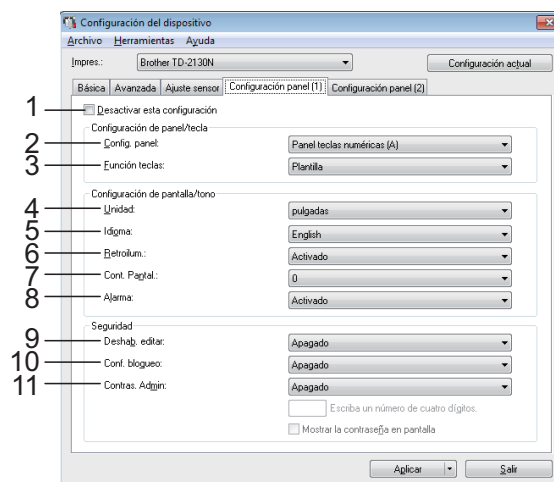 Configuración del dispositivo
Archivo Herramientas Ayuda
Impres.: Brother TD-2130N Configuración actual
Básica Avanzada Ajuste sensor Configuración panel (1) Configuración panel (2)
1 Desactivar esta configuración
Configuración de panel/tecla
2 Config. panel: Panel teclas numéricas (A)
3 Función teclas: Plantilla
Configuración de pantalla/tono
4 Unidad: pulgadas
5 Idioma: English
6 Retroilum.: Activado
7 Cont. Pantal.: 0
8 Alarma: Activado
Seguridad
9 Deshab. editar: Apagado
10 Conf. blogueo: Apagado
11 Contras. Admin: Apagado
Escriba un número de cuatro dígitos.
Mostrar la contraseña en pantalla
Aplicar Salir